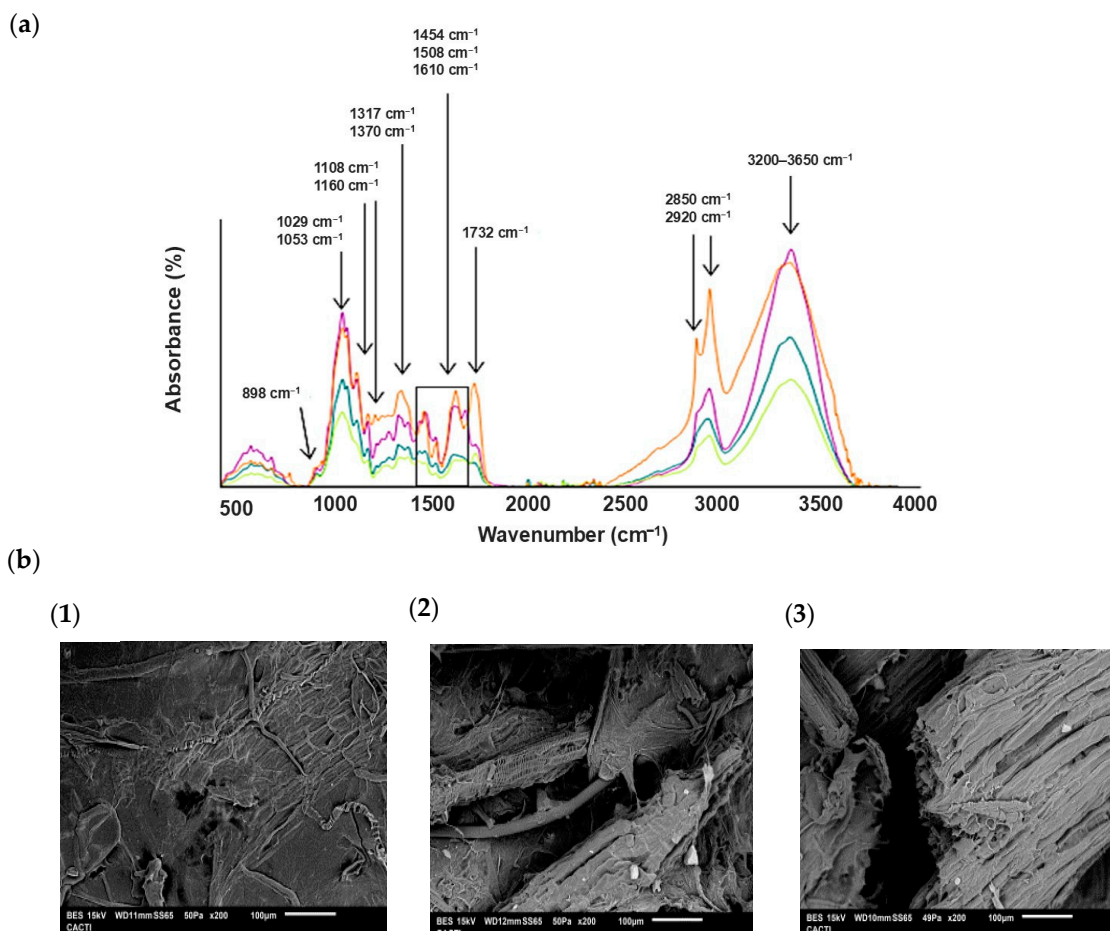 (a)
1454 cm⁻¹
1508 cm⁻¹
1610 cm⁻¹
1317 cm⁻¹
1370 cm⁻¹
1108 cm⁻¹
1160 cm⁻¹
1029 cm⁻¹
1053 cm⁻¹
898 cm⁻¹
1732 cm⁻¹
2850 cm⁻¹
2920 cm⁻¹
3200–3650 cm⁻¹
Absorbance (%)
500 1000 1500 2000 2500 3000 3500 4000
Wavenumber (cm⁻¹)
(b)
(1)
(2)
(3)
BES 15kV WD11mm SS65 50Pa x200 100µm
CACTI
BES 15kV WD12mm SS65 50Pa x200 100µm
CACTI
BES 15kV WD10mm SS65 49Pa x200 100µm
CACTI